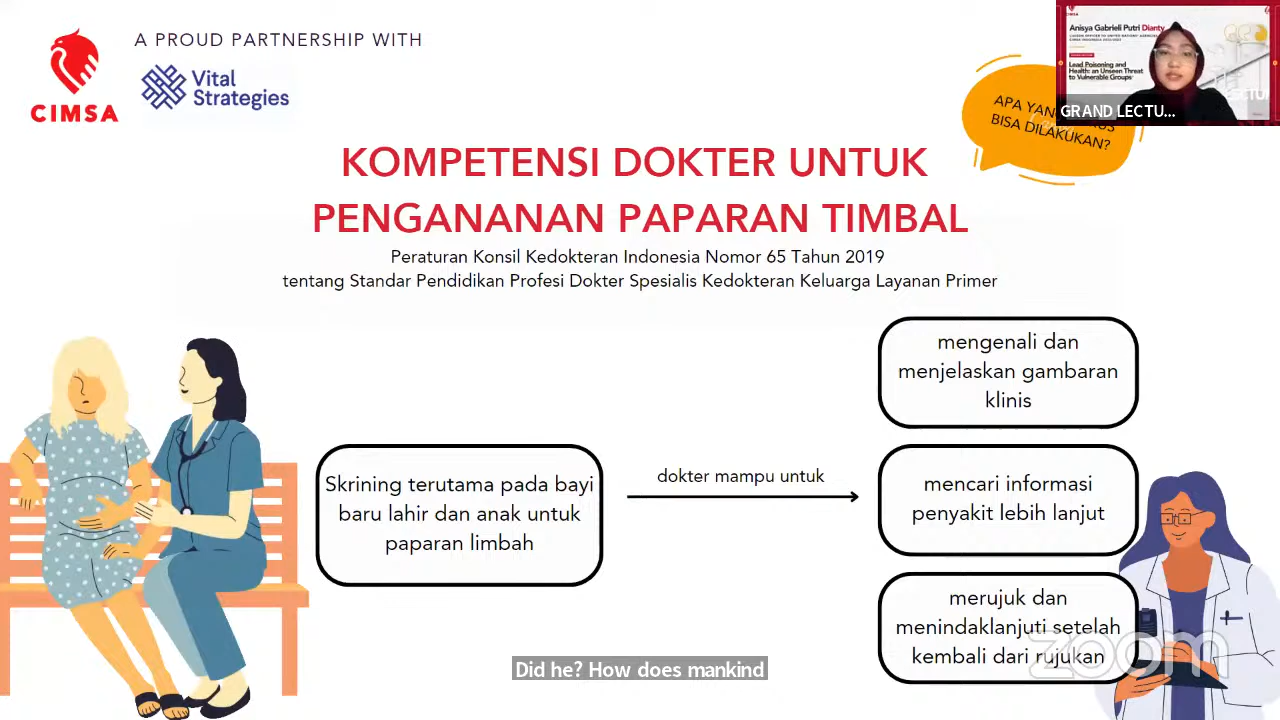 CIMSA
A PROUD PARTNERSHIP WITH
Vital
Strategies
Anisya Gabrieli Putri Dianty
Lead Poisoning and
Health: an Unseen Threat
to Vulnerable Groups
GRAND LECTU...
APA YANG
BISA DILAKUKAN?
KOMPETENSI DOKTER UNTUK
PENGANANAN PAPARAN TIMBAL
Peraturan Konsil Kedokteran Indonesia Nomor 65 Tahun 2019
tentang Standar Pendidikan Profesi Dokter Spesialis Kedokteran Keluarga Layanan Primer
Skrining terutama pada bayi
baru lahir dan anak untuk
paparan limbah
dokter mampu untuk
mengenali dan
menjelaskan gambaran
klinis
mencari informasi
penyakit lebih lanjut
merujuk dan
menindaklanjuti setelah
kembali dari rujukan
zoom
Did he? How does mankind